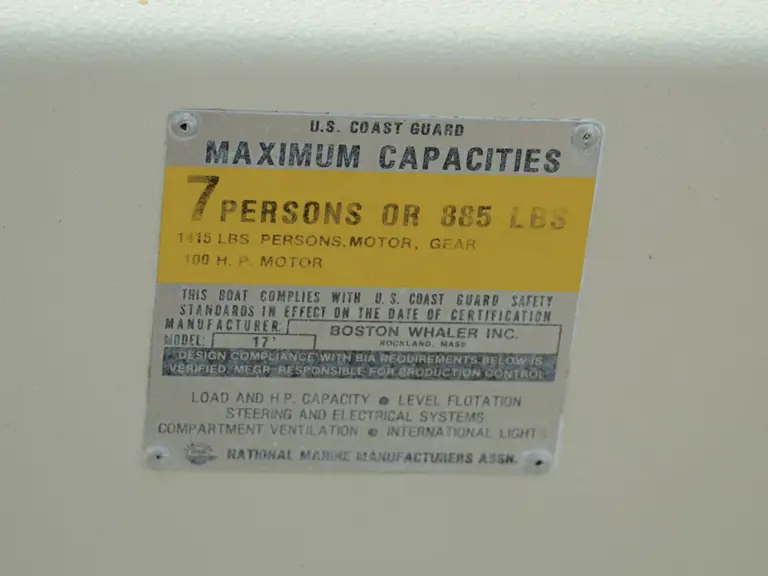 U.S. COAST GUARD
MAXIMUM CAPACITIES
7 PERSONS OR 885 LBS
1415 LBS PERSONS, MOTOR, GEAR
100 H. P. MOTOR
THIS BOAT COMPLIES WITH U.S. COAST GUARD SAFETY
STANDARDS IN EFFECT ON THE DATE OF CERTIFICATION
MANUFACTURER: BOSTON WHALER INC.
ROCKLAND, MASS
MODEL: 17'
DESIGN COMPLIANCE WITH BIA REQUIREMENTS BELOW IS
VERIFIED. MFGR. RESPONSIBLE FOR PRODUCTION CONTROL
LOAD AND H.P. CAPACITY ● LEVEL FLOTATION
STEERING AND ELECTRICAL SYSTEMS
COMPARTMENT VENTILATION ● INTERNATIONAL LIGHTS
NATIONAL MARINE MANUFACTURERS ASSN.